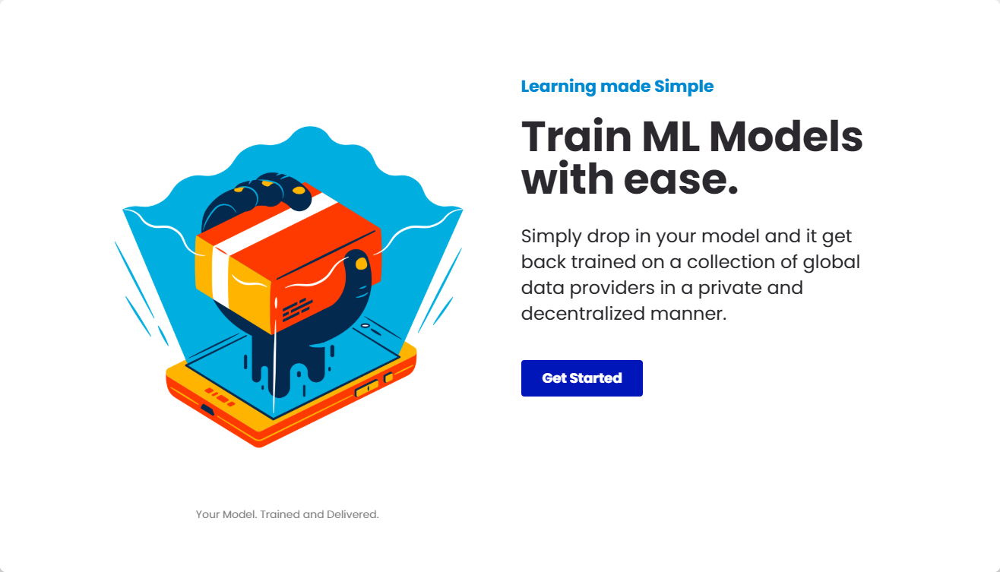 Learning made Simple
Train ML Models
with ease.
Simply drop in your model and it get
back trained on a collection of global
data providers in a private and
decentralized manner.
Get Started
Your Model. Trained and Delivered.